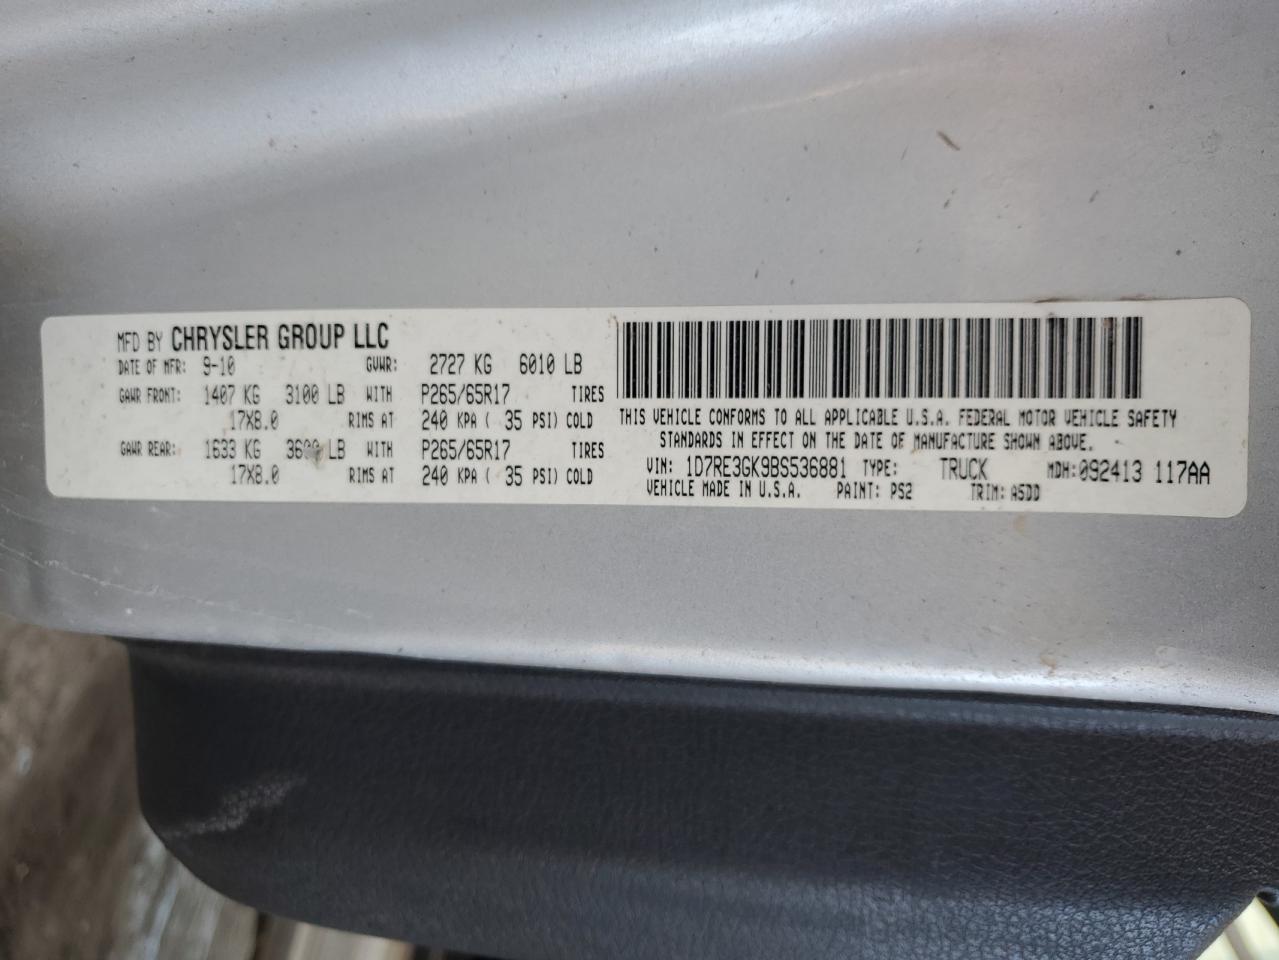 MFD BY CHRYSLER GROUP LLC
DATE OF MFR: 9-10 GVWR: 2727 KG 6010 LB
GAWR FRONT: 1407 KG 3100 LB WITH P265/65R17 TIRES
17X8.0 RIMS AT 240 KPA ( 35 PSI) COLD
GAWR REAR: 1633 KG 3600 LB WITH P265/65R17 TIRES
17X8.0 RIMS AT 240 KPA ( 35 PSI) COLD
THIS VEHICLE CONFORMS TO ALL APPLICABLE U.S.A. FEDERAL MOTOR VEHICLE SAFETY
STANDARDS IN EFFECT ON THE DATE OF MANUFACTURE SHOWN ABOVE.
VIN: 1D7RE3GK9BS536881 TYPE: TRUCK MDH:092413 117AA
VEHICLE MADE IN U.S.A. PAINT: PS2 TRIM: A5DD